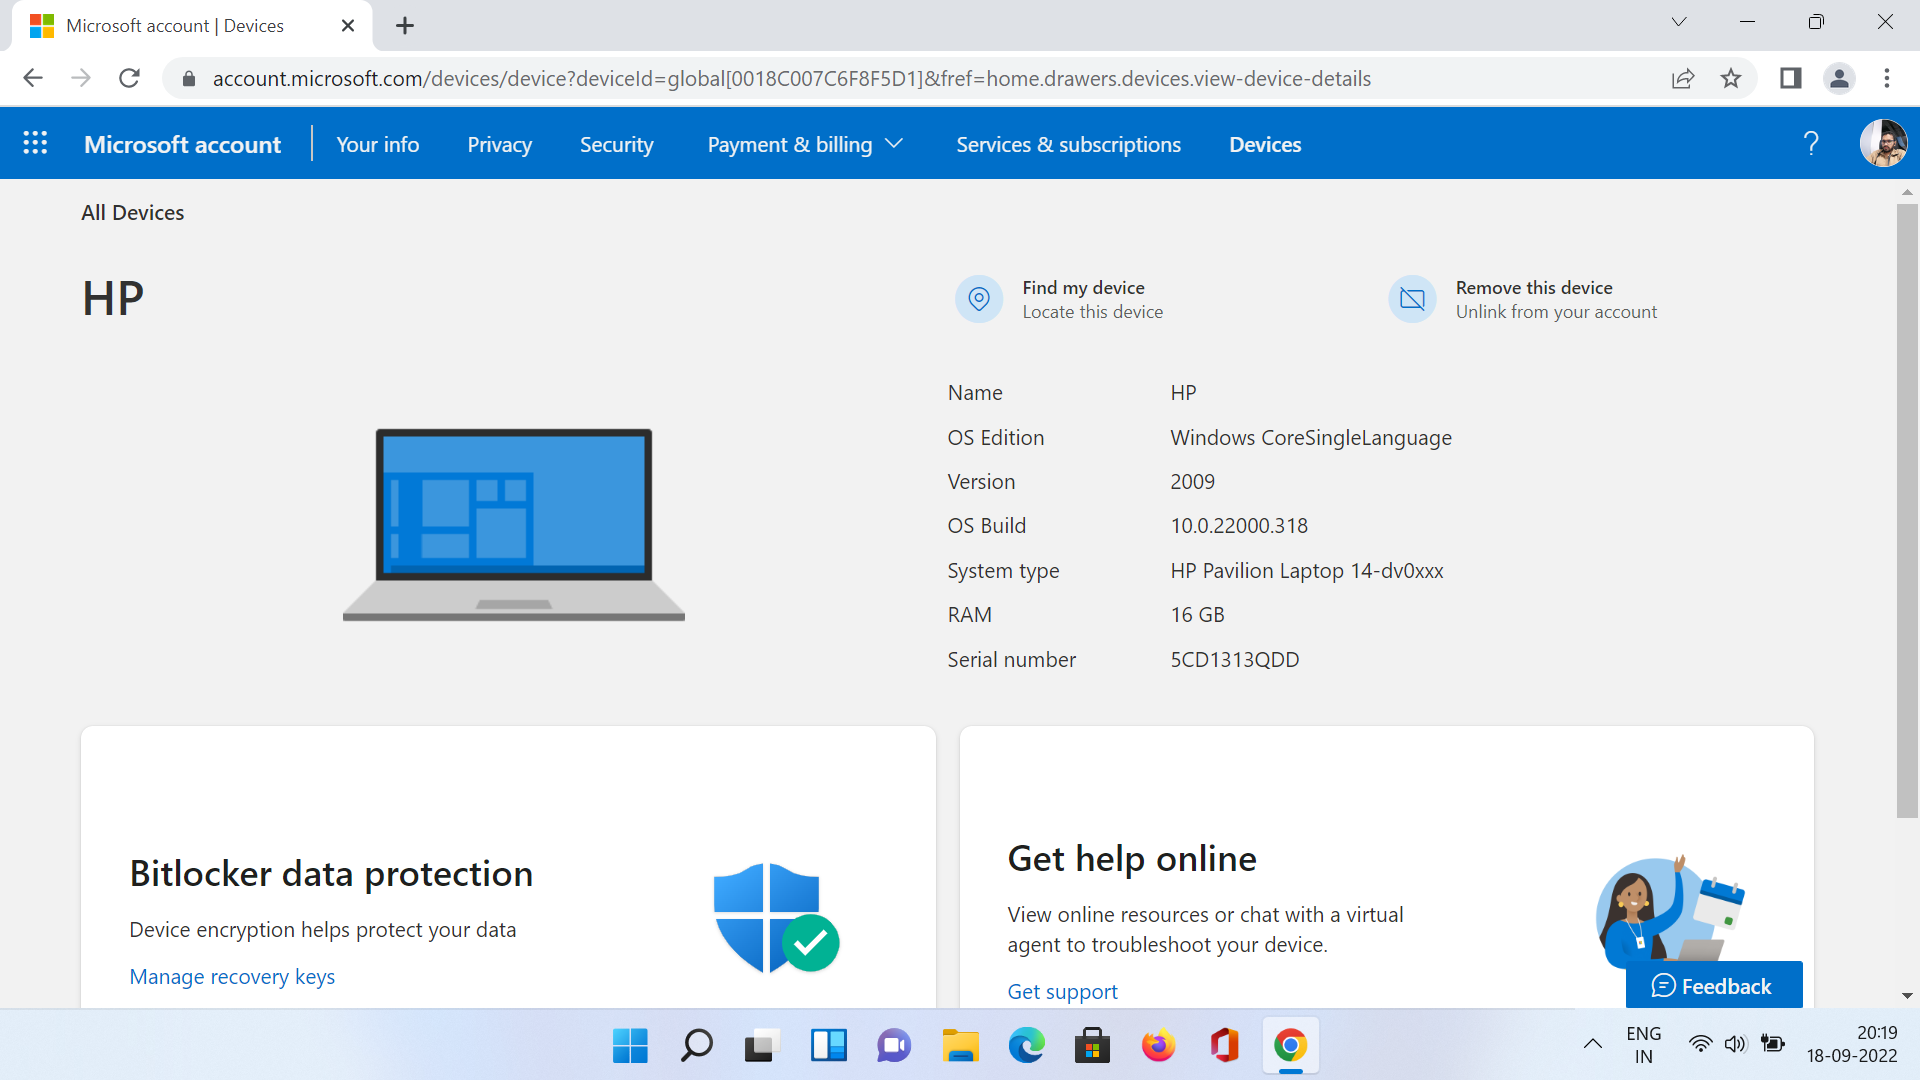 Microsoft account | Devices
account.microsoft.com/devices/device?deviceId=global[0018C007C6F8F5D1]&fref=home.drawers.devices.view-device-details
Microsoft account
Your info
Privacy
Security
Payment & billing
Services & subscriptions
Devices
?
All Devices
HP
Find my device
Locate this device
Remove this device
Unlink from your account
Name HP
OS Edition Windows CoreSingleLanguage
Version 2009
OS Build 10.0.22000.318
System type HP Pavilion Laptop 14-dv0xxx
RAM 16 GB
Serial number 5CD1313QDD
Bitlocker data protection
Device encryption helps protect your data
Manage recovery keys
Get help online
View online resources or chat with a virtual
agent to troubleshoot your device.
Get support
Feedback
ENG
IN
20:19
18-09-2022